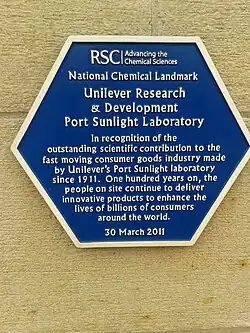 RSC | Advancing the
Chemical Sciences
National Chemical Landmark
Unilever Research
& Development
Port Sunlight Laboratory
In recognition of the
outstanding scientific contribution to the
fast moving consumer goods industry made
by Unilever's Port Sunlight laboratory
since 1911. One hundred years on, the
people on site continue to deliver
innovative products to enhance the
lives of billions of consumers
around the world.
30 March 2011